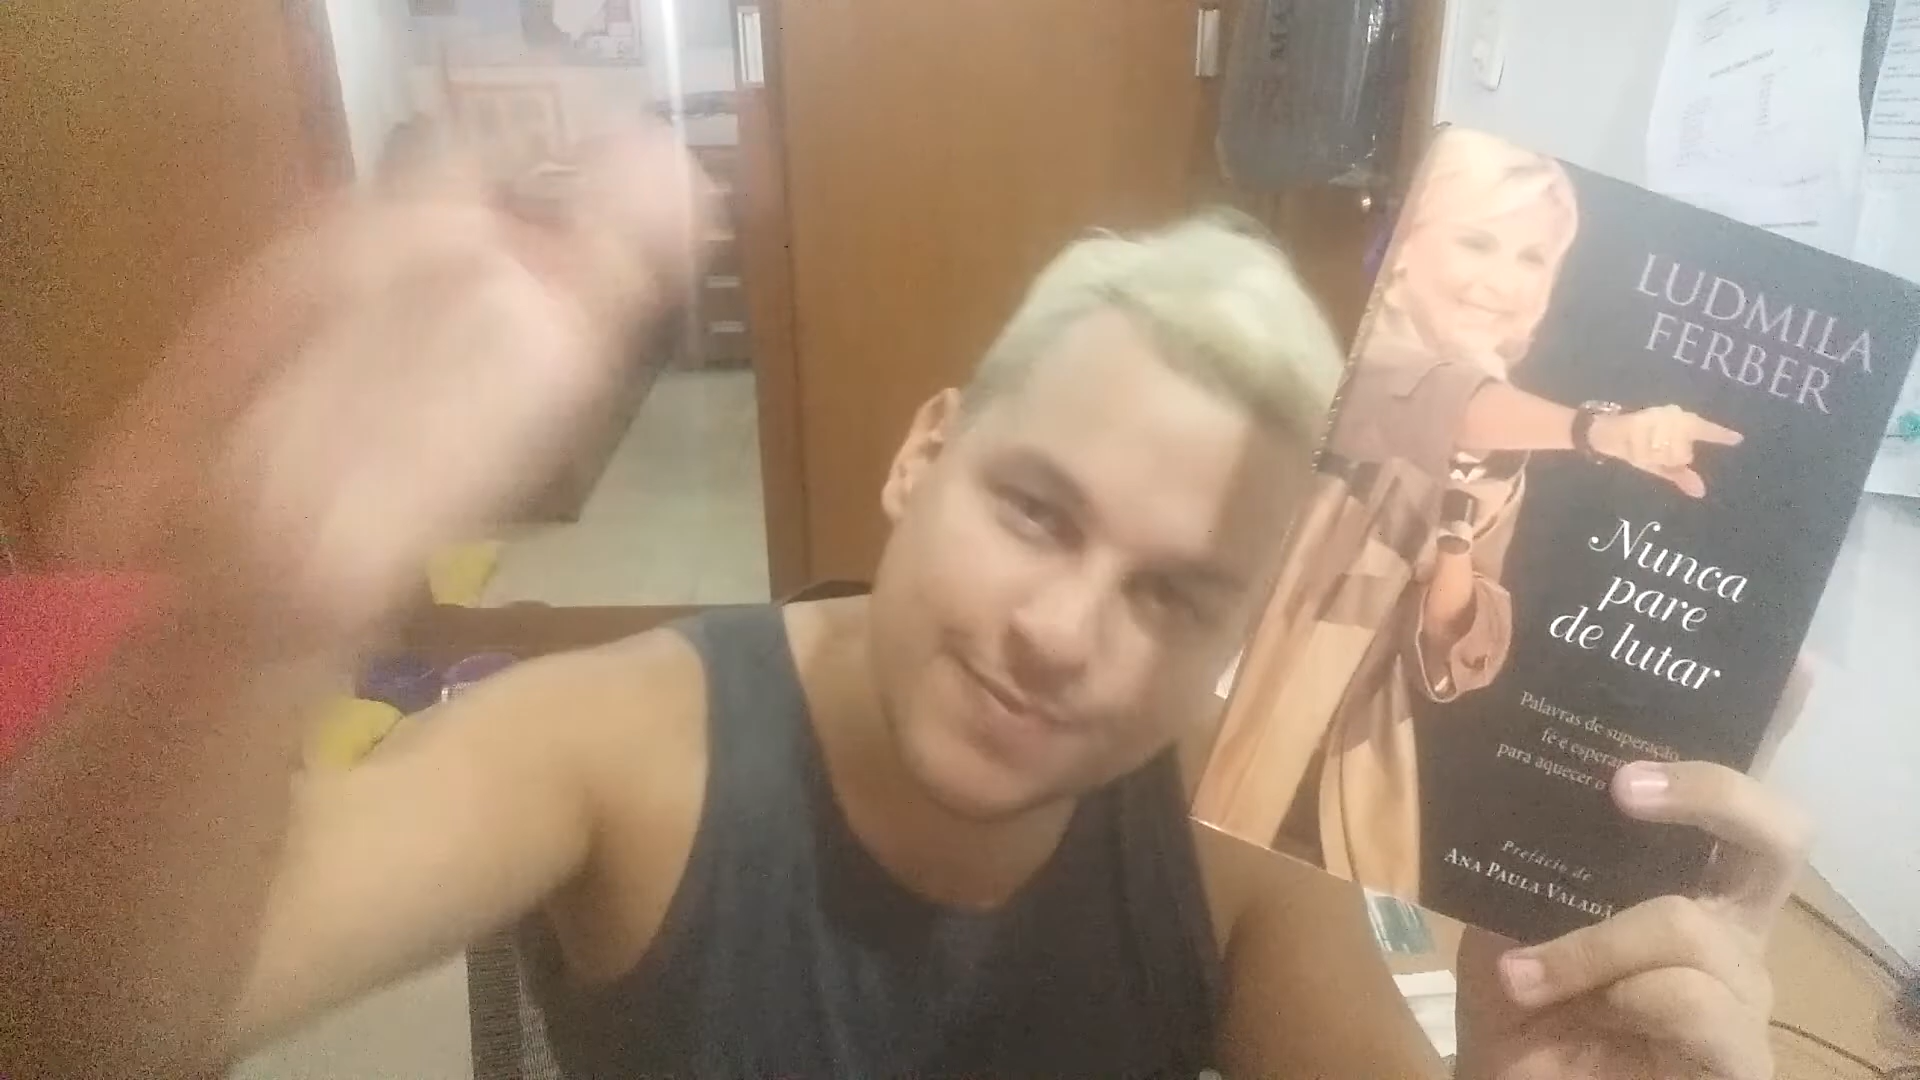 LUDMILA
FERBER
Nunca
pare
de lutar
Palavras de superação
fé e
para aquecer o
Prefácio de
ANA PAULA